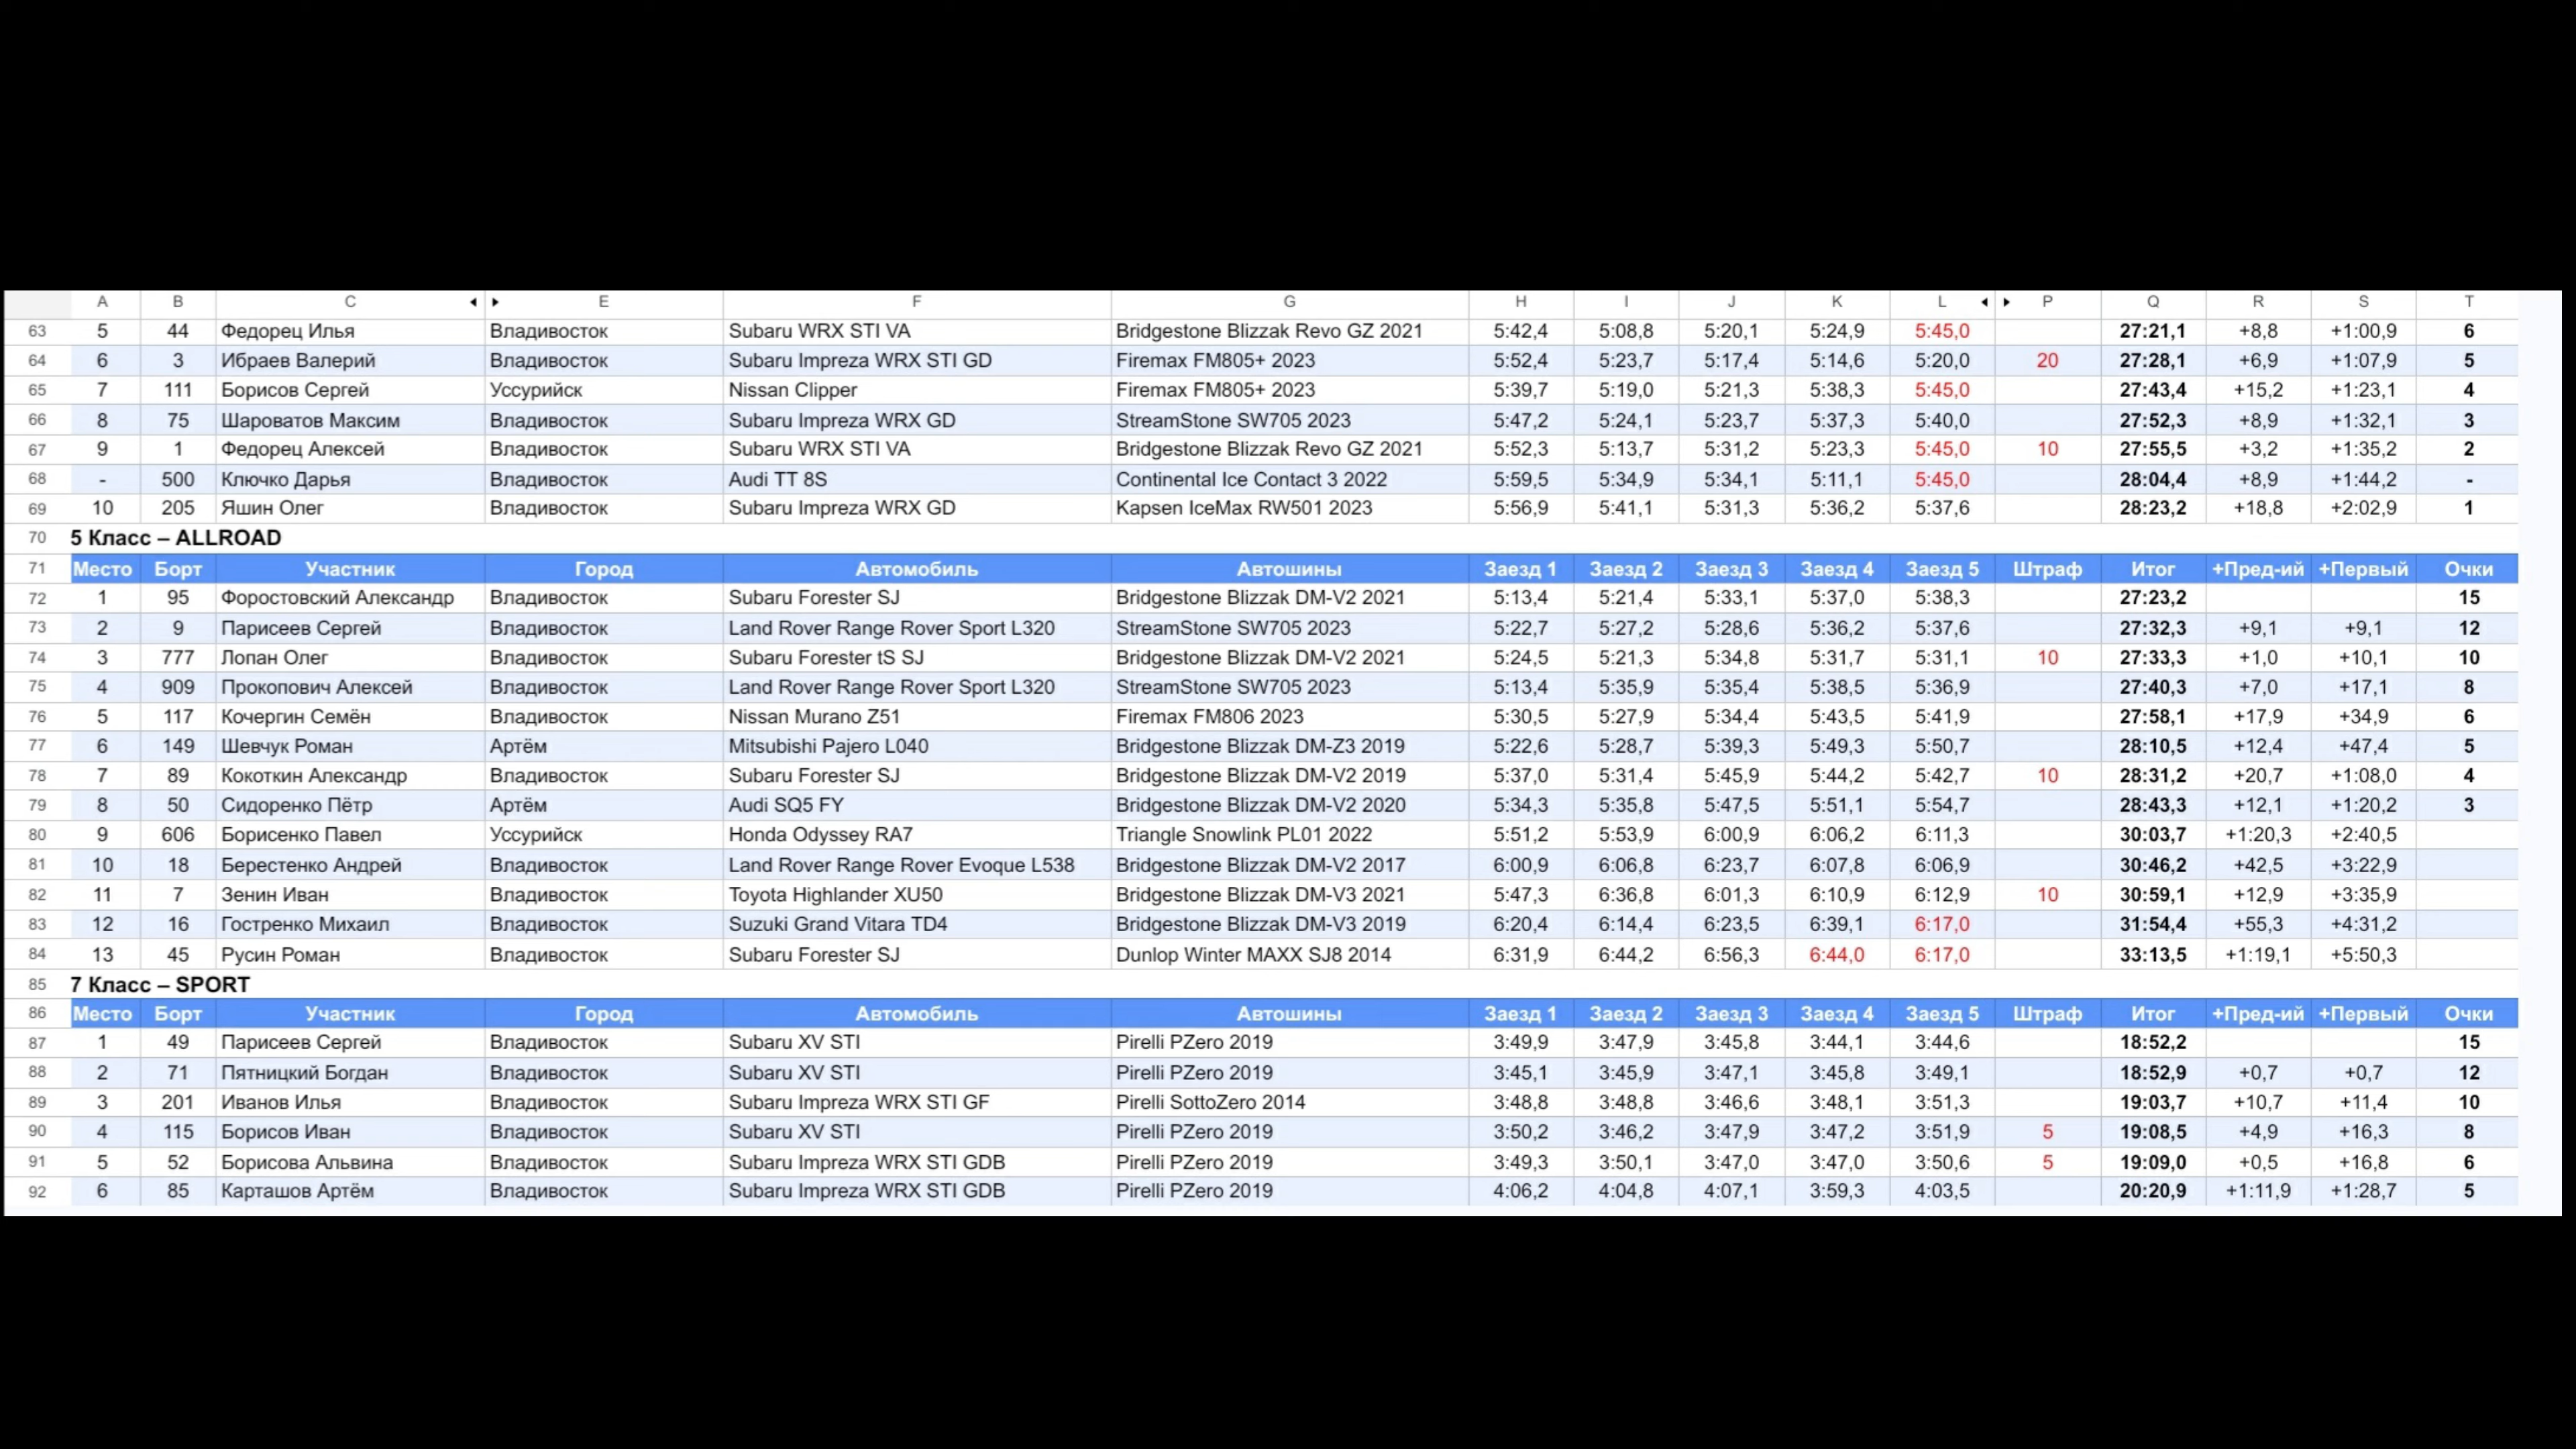 A B C E F G H I J K L P Q R S T
63 5 44 Федорец Илья Владивосток Subaru WRX STI VA Bridgestone Blizzak Revo GZ 2021 5:42,4 5:08,8 5:20,1 5:24,9 5:45,0 27:21,1 +8,8 +1:00,9 6
64 6 3 Ибраев Валерий Владивосток Subaru Impreza WRX STI GD Firemax FM805+ 2023 5:52,4 5:23,7 5:17,4 5:14,6 5:20,0 20 27:28,1 +6,9 +1:07,9 5
65 7 111 Борисов Сергей Уссурийск Nissan Clipper Firemax FM805+ 2023 5:39,7 5:19,0 5:21,3 5:38,3 5:45,0 27:43,4 +15,2 +1:23,1 4
66 8 75 Шароватов Максим Владивосток Subaru Impreza WRX GD StreamStone SW705 2023 5:47,2 5:24,1 5:23,7 5:37,3 5:40,0 27:52,3 +8,9 +1:32,1 3
67 9 1 Федорец Алексей Владивосток Subaru WRX STI VA Bridgestone Blizzak Revo GZ 2021 5:52,3 5:13,7 5:31,2 5:23,3 5:45,0 10 27:55,5 +3,2 +1:35,2 2
68 - 500 Ключко Дарья Владивосток Audi TT 8S Continental Ice Contact 3 2022 5:59,5 5:34,9 5:34,1 5:11,1 5:45,0 28:04,4 +8,9 +1:44,2 -
69 10 205 Яшин Олег Владивосток Subaru Impreza WRX GD Kapsen IceMax RW501 2023 5:56,9 5:41,1 5:31,3 5:36,2 5:37,6 28:23,2 +18,8 +2:02,9 1
70 5 Класс – ALLROAD
71 Место Борт Участник Город Автомобиль Автошины Заезд 1 Заезд 2 Заезд 3 Заезд 4 Заезд 5 Штраф Итог +Пред-ий +Первый Очки
72 1 95 Форостовский Александр Владивосток Subaru Forester SJ Bridgestone Blizzak DM-V2 2021 5:13,4 5:21,4 5:33,1 5:37,0 5:38,3 27:23,2 15
73 2 9 Парисеев Сергей Владивосток Land Rover Range Rover Sport L320 StreamStone SW705 2023 5:22,7 5:27,2 5:28,6 5:36,2 5:37,6 27:32,3 +9,1 +9,1 12
74 3 777 Лопан Олег Владивосток Subaru Forester tS SJ Bridgestone Blizzak DM-V2 2021 5:24,5 5:21,3 5:34,8 5:31,7 5:31,1 10 27:33,3 +1,0 +10,1 10
75 4 909 Прокопович Алексей Владивосток Land Rover Range Rover Sport L320 StreamStone SW705 2023 5:13,4 5:35,9 5:35,4 5:38,5 5:36,9 27:40,3 +7,0 +17,1 8
76 5 117 Кочергин Семён Владивосток Nissan Murano Z51 Firemax FM806 2023 5:30,5 5:27,9 5:34,4 5:43,5 5:41,9 27:58,1 +17,9 +34,9 6
77 6 149 Шевчук Роман Артём Mitsubishi Pajero L040 Bridgestone Blizzak DM-Z3 2019 5:22,6 5:28,7 5:39,3 5:49,3 5:50,7 28:10,5 +12,4 +47,4 5
78 7 89 Кокоткин Александр Владивосток Subaru Forester SJ Bridgestone Blizzak DM-V2 2019 5:37,0 5:31,4 5:45,9 5:44,2 5:42,7 10 28:31,2 +20,7 +1:08,0 4
79 8 50 Сидоренко Пётр Артём Audi SQ5 FY Bridgestone Blizzak DM-V2 2020 5:34,3 5:35,8 5:47,5 5:51,1 5:54,7 28:43,3 +12,1 +1:20,2 3
80 9 606 Борисенко Павел Уссурийск Honda Odyssey RA7 Triangle Snowlink PL01 2022 5:51,2 5:53,9 6:00,9 6:06,2 6:11,3 30:03,7 +1:20,3 +2:40,5
81 10 18 Берестенко Андрей Владивосток Land Rover Range Rover Evoque L538 Bridgestone Blizzak DM-V2 2017 6:00,9 6:06,8 6:23,7 6:07,8 6:06,9 30:46,2 +42,5 +3:22,9
82 11 7 Зенин Иван Владивосток Toyota Highlander XU50 Bridgestone Blizzak DM-V3 2021 5:47,3 6:36,8 6:01,3 6:10,9 6:12,9 10 30:59,1 +12,9 +3:35,9
83 12 16 Гостренко Михаил Владивосток Suzuki Grand Vitara TD4 Bridgestone Blizzak DM-V3 2019 6:20,4 6:14,4 6:23,5 6:39,1 6:17,0 31:54,4 +55,3 +4:31,2
84 13 45 Русин Роман Владивосток Subaru Forester SJ Dunlop Winter MAXX SJ8 2014 6:31,9 6:44,2 6:56,3 6:44,0 6:17,0 33:13,5 +1:19,1 +5:50,3
85 7 Класс – SPORT
86 Место Борт Участник Город Автомобиль Автошины Заезд 1 Заезд 2 Заезд 3 Заезд 4 Заезд 5 Штраф Итог +Пред-ий +Первый Очки
87 1 49 Парисеев Сергей Владивосток Subaru XV STI Pirelli PZero 2019 3:49,9 3:47,9 3:45,8 3:44,1 3:44,6 18:52,2 15
88 2 71 Пятницкий Богдан Владивосток Subaru XV STI Pirelli PZero 2019 3:45,1 3:45,9 3:47,1 3:45,8 3:49,1 18:52,9 +0,7 +0,7 12
89 3 201 Иванов Илья Владивосток Subaru Impreza WRX STI GF Pirelli SottoZero 2014 3:48,8 3:48,8 3:46,6 3:48,1 3:51,3 19:03,7 +10,7 +11,4 10
90 4 115 Борисов Иван Владивосток Subaru XV STI Pirelli PZero 2019 3:50,2 3:46,2 3:47,9 3:47,2 3:51,9 5 19:08,5 +4,9 +16,3 8
91 5 52 Борисова Альвина Владивосток Subaru Impreza WRX STI GDB Pirelli PZero 2019 3:49,3 3:50,1 3:47,0 3:47,0 3:50,6 5 19:09,0 +0,5 +16,8 6
92 6 85 Карташов Артём Владивосток Subaru Impreza WRX STI GDB Pirelli PZero 2019 4:06,2 4:04,8 4:07,1 3:59,3 4:03,5 20:20,9 +1:11,9 +1:28,7 5